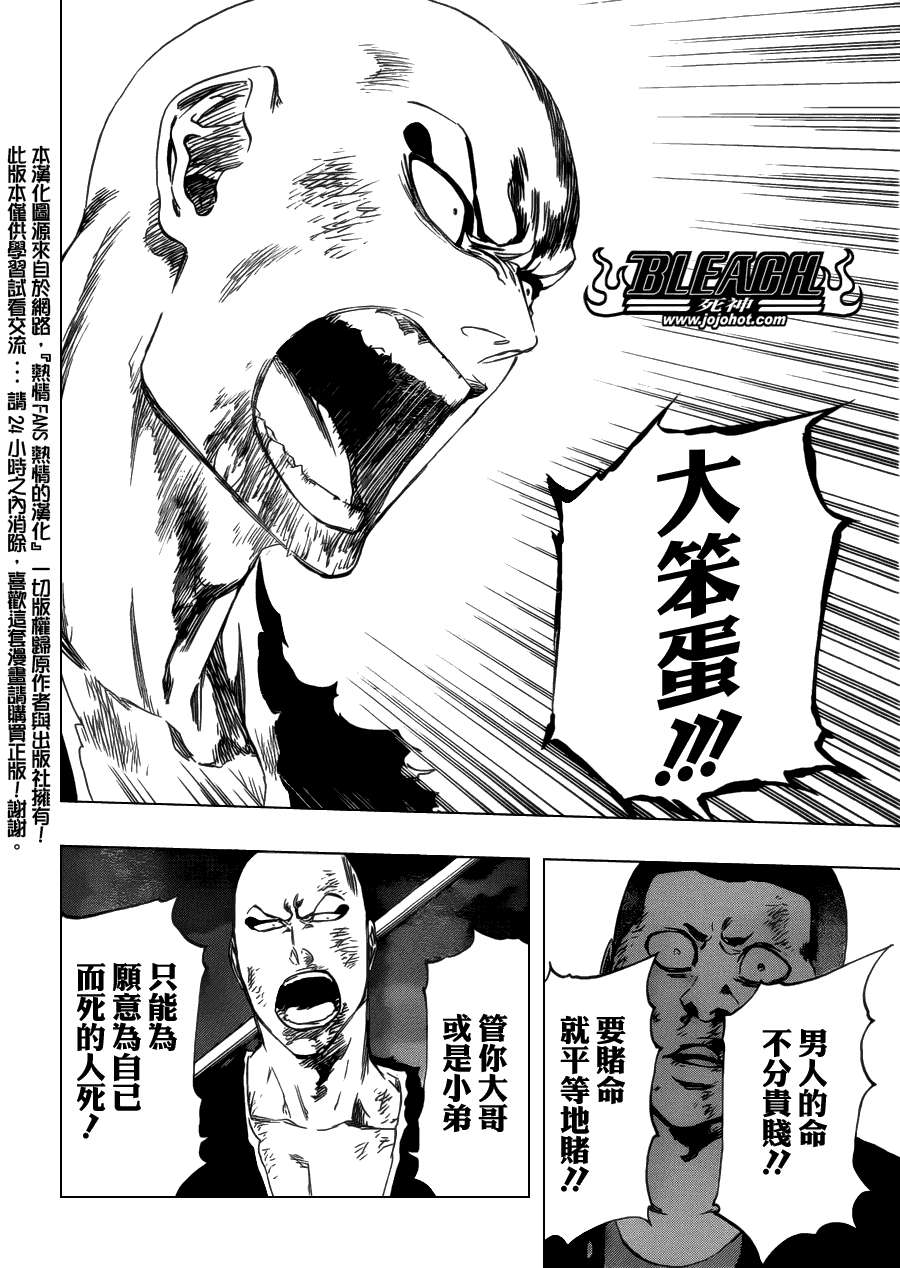 BLEACH
死神
www.jojohot.com
大笨蛋!!!
男人的命
不分貴賤!!
要賭命
就平等地賭!!
管你大哥
或是小弟
只能為
願意為自己
而死的人死!
本漢化圖源來自於網路，『熱情FANS熱情的漢化』一切版權歸原作者與出版社擁有!
此版本僅供學習試看交流…請24小時之內消除，喜歡這套漫畫請購買正版!謝謝。